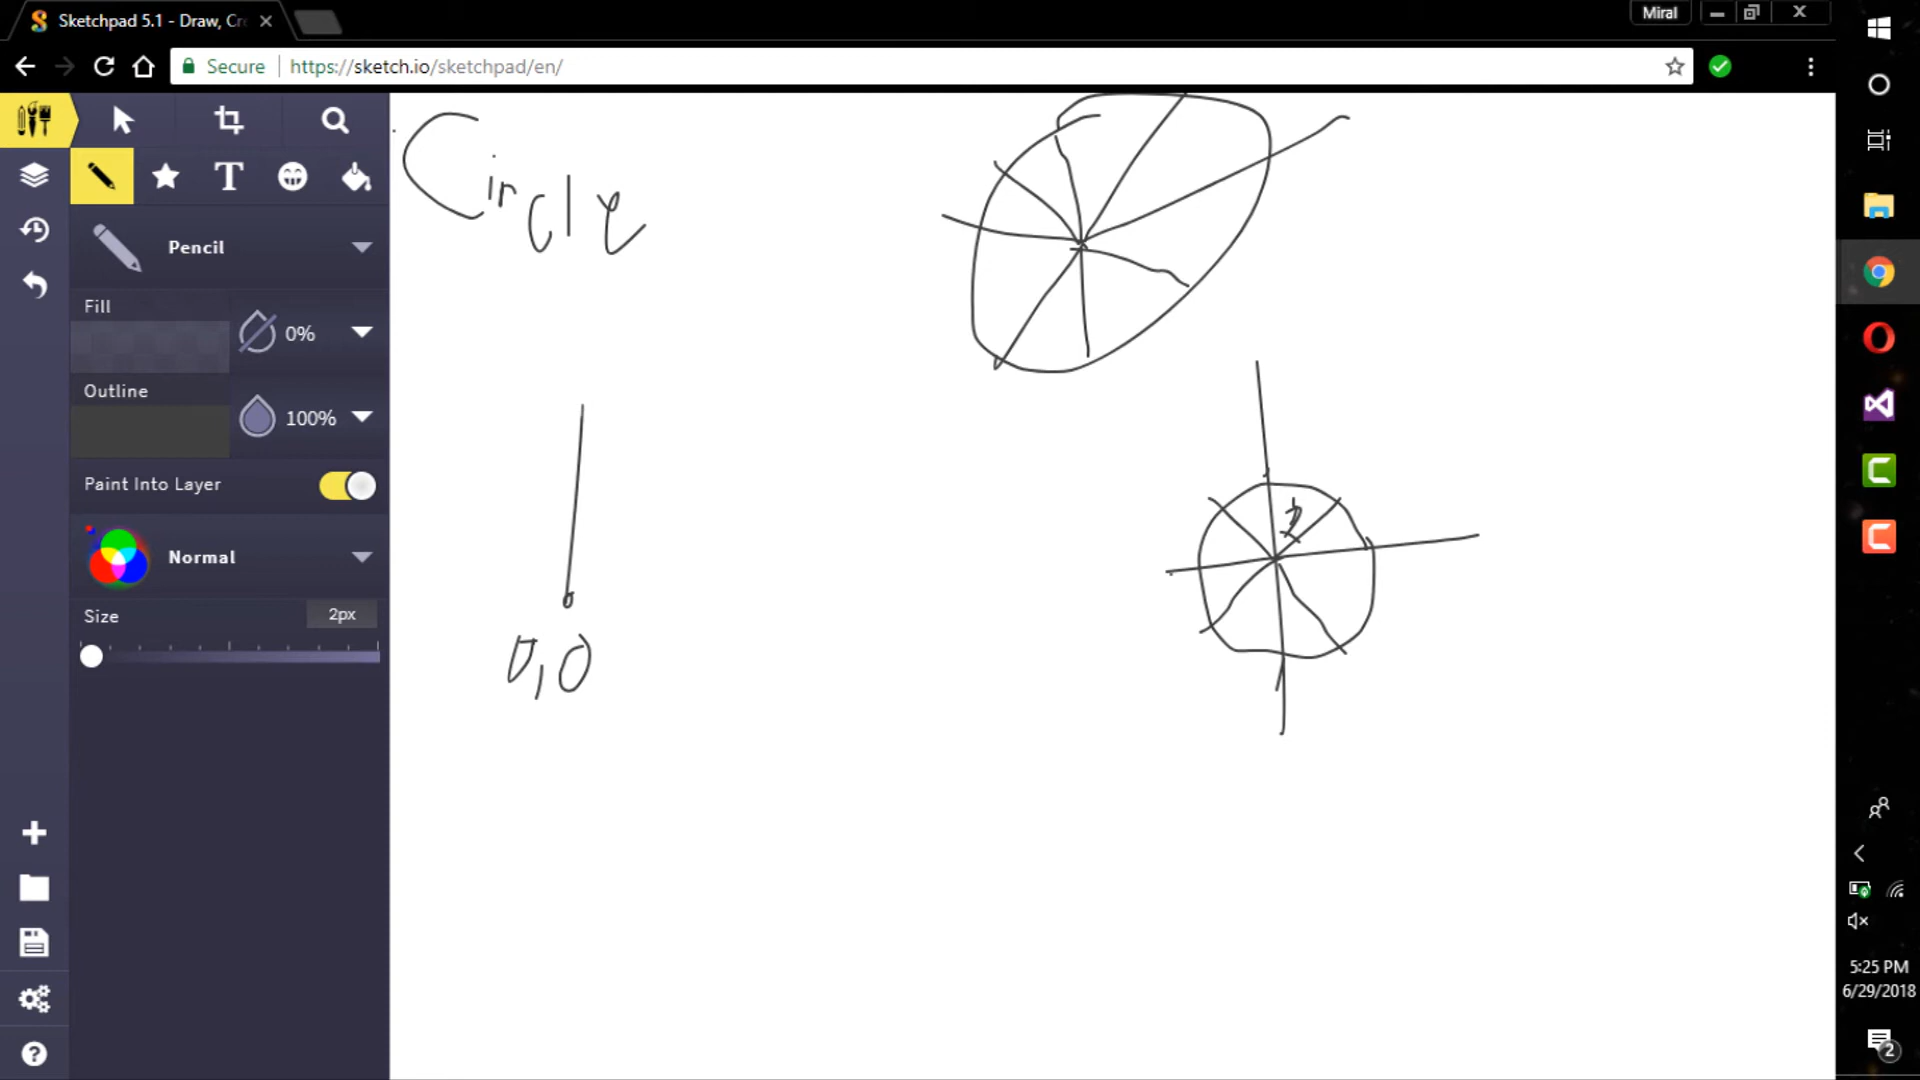 Sketchpad 5.1 - Draw, Cre
Miral
Secure
https://sketch.io/sketchpad/en/
T
Pencil
Fill
0%
Outline
100%
Paint Into Layer
Normal
Size
2px
?
Circle
0,0
5:25 PM
6/29/2018
2